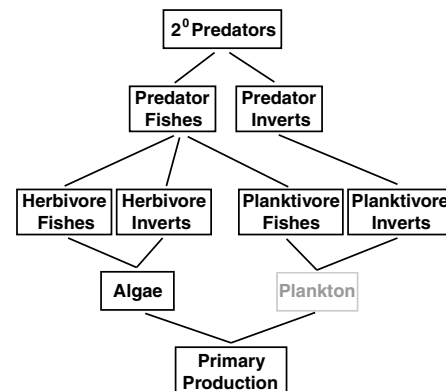 2⁰ Predators
Predator
Fishes
Predator
Inverts
Herbivore
Fishes
Herbivore
Inverts
Planktivore
Fishes
Planktivore
Inverts
Algae
Plankton
Primary
Production